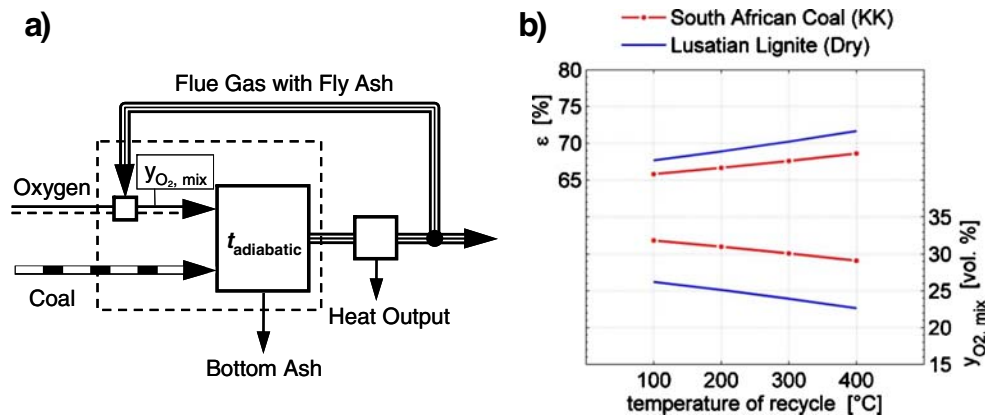 a)
Flue Gas with Fly Ash
Oxygen
yO₂, mix
tadiabatic
Coal
Heat Output
Bottom Ash
b)
South African Coal (KK)
Lusatian Lignite (Dry)
80
75
70
65
ε [%]
35
30
25
20
15
yO2, mix [vol. %]
100 200 300 400
temperature of recycle [°C]